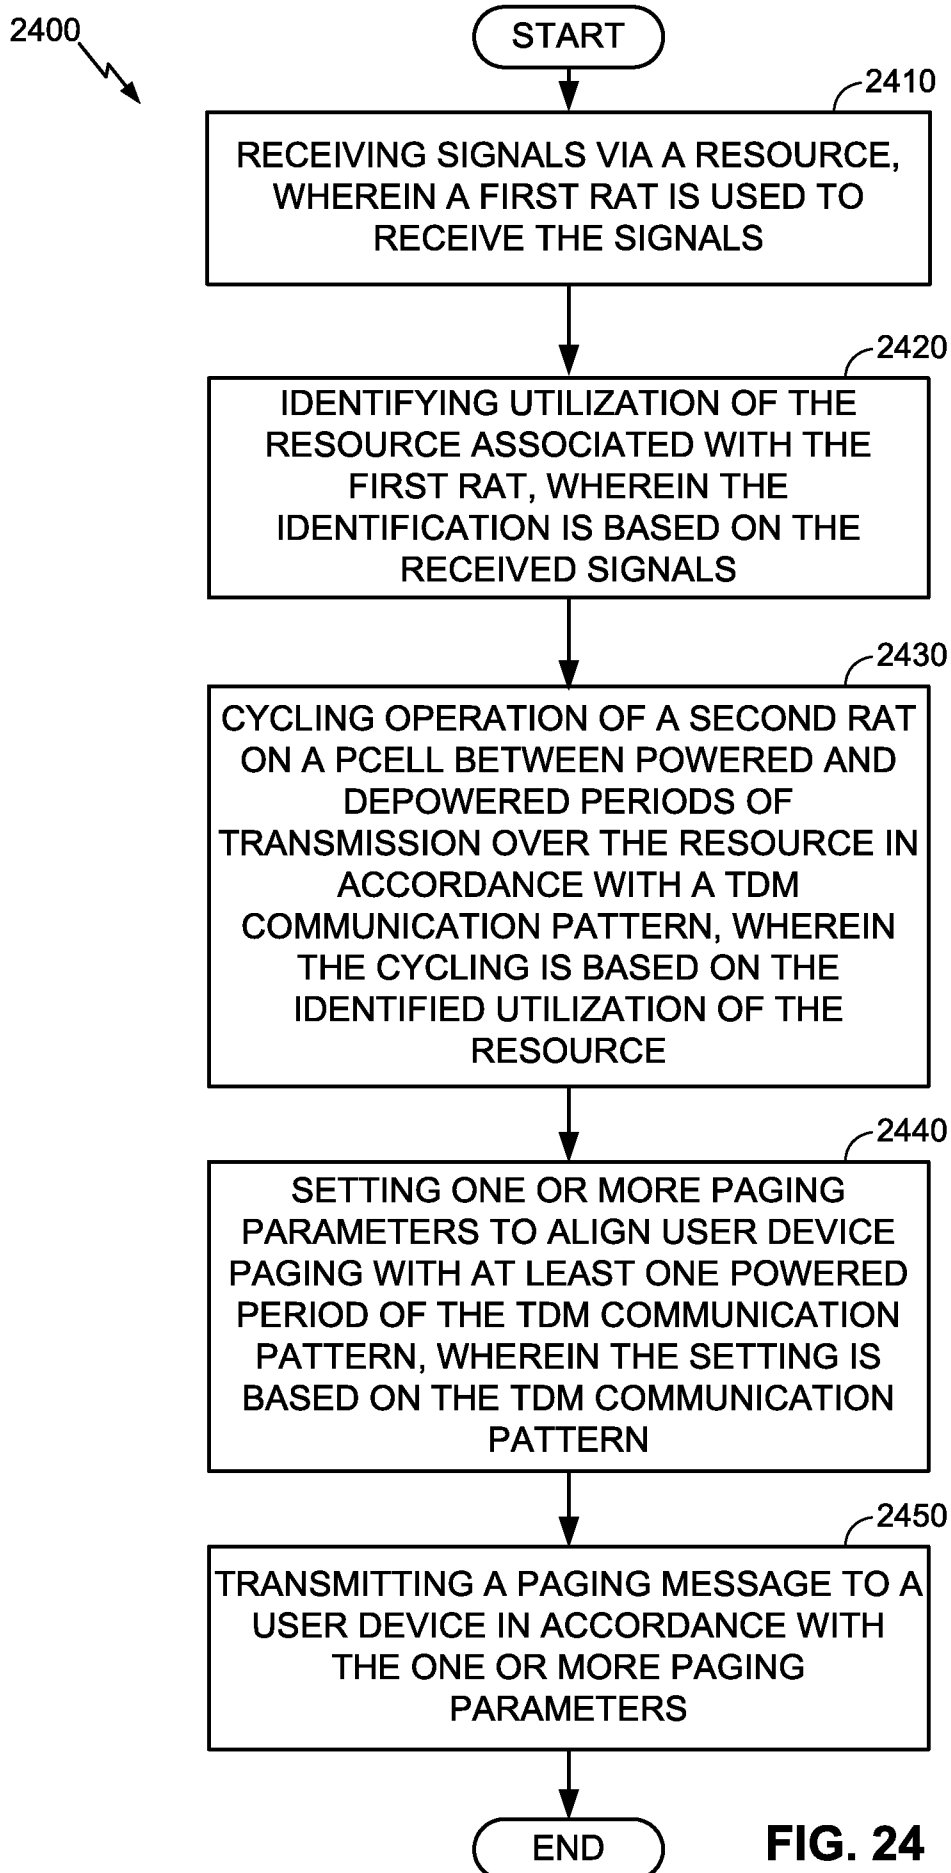 2400
START
2410
RECEIVING SIGNALS VIA A RESOURCE,
WHEREIN A FIRST RAT IS USED TO
RECEIVE THE SIGNALS
2420
IDENTIFYING UTILIZATION OF THE
RESOURCE ASSOCIATED WITH THE
FIRST RAT, WHEREIN THE
IDENTIFICATION IS BASED ON THE
RECEIVED SIGNALS
2430
CYCLING OPERATION OF A SECOND RAT
ON A PCELL BETWEEN POWERED AND
DEPOWERED PERIODS OF
TRANSMISSION OVER THE RESOURCE IN
ACCORDANCE WITH A TDM
COMMUNICATION PATTERN, WHEREIN
THE CYCLING IS BASED ON THE
IDENTIFIED UTILIZATION OF THE
RESOURCE
2440
SETTING ONE OR MORE PAGING
PARAMETERS TO ALIGN USER DEVICE
PAGING WITH AT LEAST ONE POWERED
PERIOD OF THE TDM COMMUNICATION
PATTERN, WHEREIN THE SETTING IS
BASED ON THE TDM COMMUNICATION
PATTERN
2450
TRANSMITTING A PAGING MESSAGE TO A
USER DEVICE IN ACCORDANCE WITH
THE ONE OR MORE PAGING
PARAMETERS
END
FIG. 24